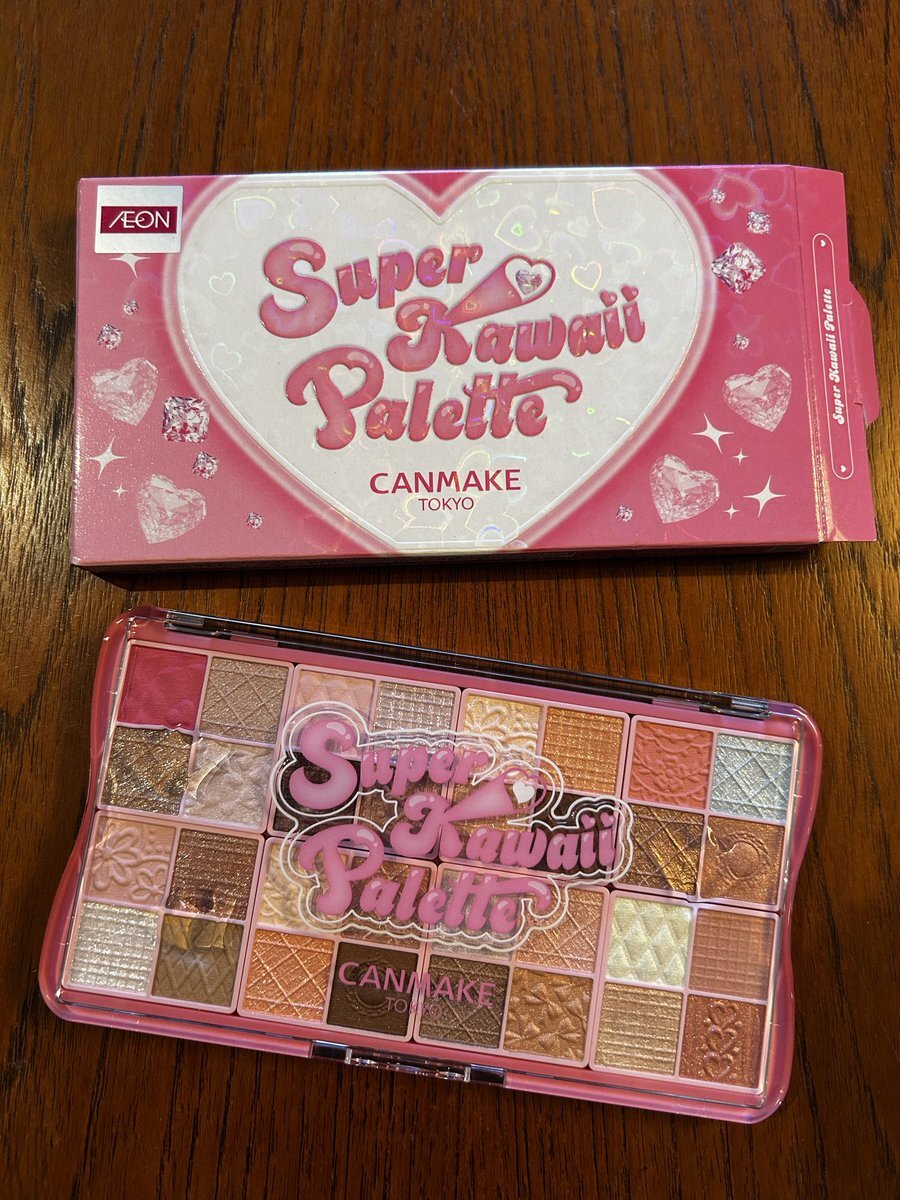 ÆON
Super
Kawaii
Palette
CANMAKE
TOKYO
Super Kawaii Palette
Super
Kawaii
Palette
CANMAKE
TOKYO